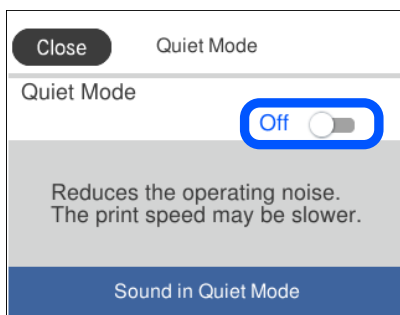 Close Quiet Mode
Quiet Mode
Off
Reduces the operating noise.
The print speed may be slower.
Sound in Quiet Mode